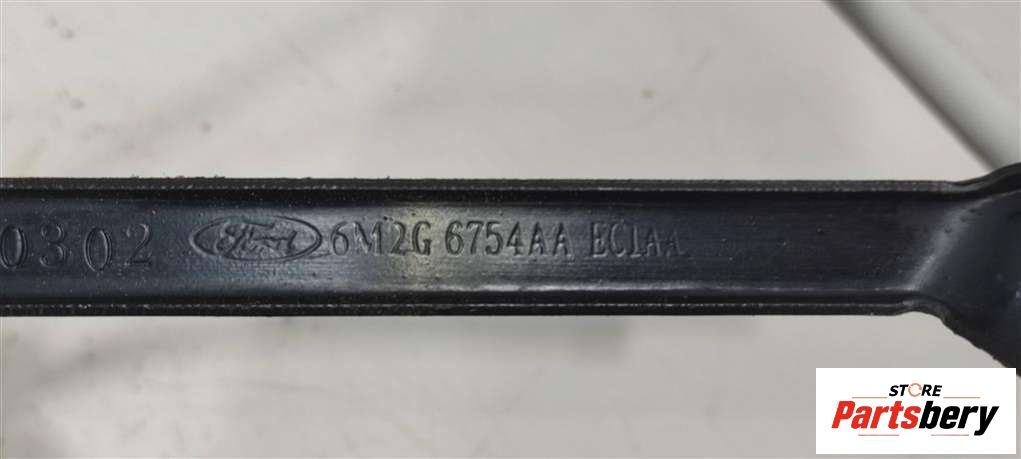 0302 Ford 6M2G 6754AA EC1AA
STORE
Partsbery